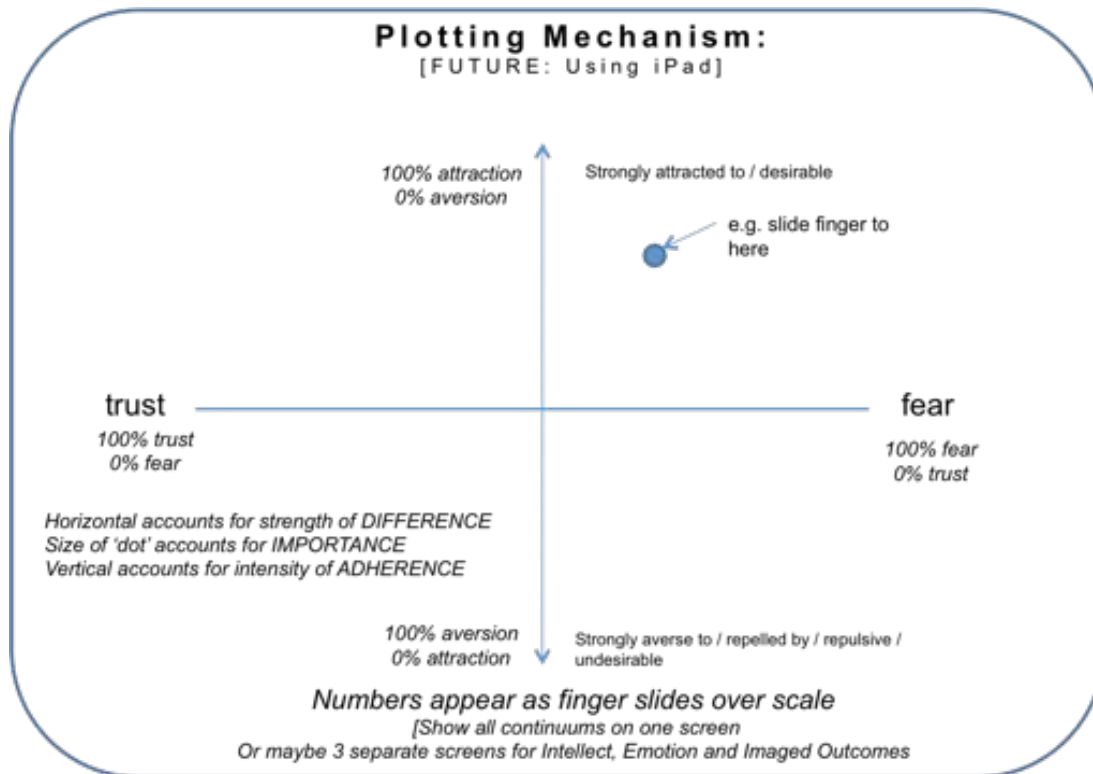 Plotting Mechanism:
[FUTURE: Using iPad]
100% attraction
0% aversion
Strongly attracted to / desirable
e.g. slide finger to
here
trust
100% trust
0% fear
fear
100% fear
0% trust
Horizontal accounts for strength of DIFFERENCE
Size of ‘dot’ accounts for IMPORTANCE
Vertical accounts for intensity of ADHERENCE
100% aversion
0% attraction
Strongly averse to / repelled by / repulsive /
undesirable
Numbers appear as finger slides over scale
[Show all continuums on one screen
Or maybe 3 separate screens for Intellect, Emotion and Imaged Outcomes